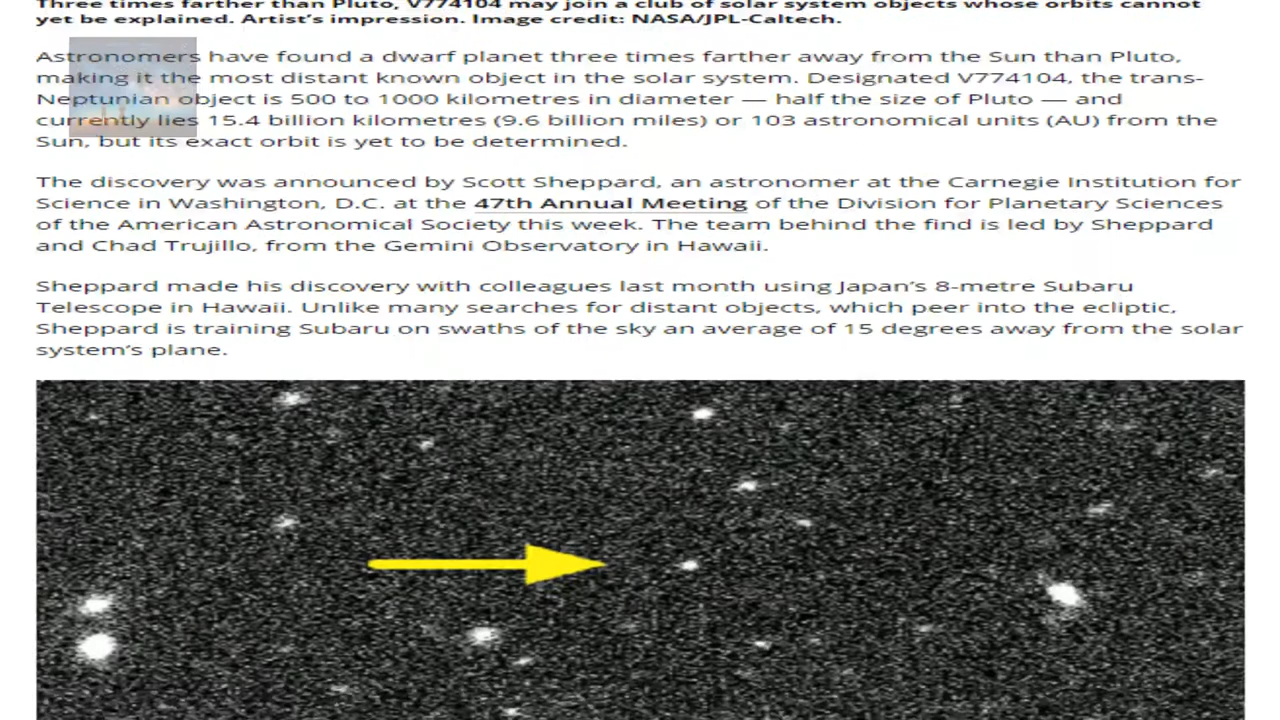 Three times farther than Pluto, V774104 may join a club of solar system objects whose orbits cannot
yet be explained. Artist’s impression. Image credit: NASA/JPL-Caltech.
Astronomers have found a dwarf planet three times farther away from the Sun than Pluto,
making it the most distant known object in the solar system. Designated V774104, the trans-
Neptunian object is 500 to 1000 kilometres in diameter — half the size of Pluto — and
currently lies 15.4 billion kilometres (9.6 billion miles) or 103 astronomical units (AU) from the
Sun, but its exact orbit is yet to be determined.
The discovery was announced by Scott Sheppard, an astronomer at the Carnegie Institution for
Science in Washington, D.C. at the 47th Annual Meeting of the Division for Planetary Sciences
of the American Astronomical Society this week. The team behind the find is led by Sheppard
and Chad Trujillo, from the Gemini Observatory in Hawaii.
Sheppard made his discovery with colleagues last month using Japan’s 8-metre Subaru
Telescope in Hawaii. Unlike many searches for distant objects, which peer into the ecliptic,
Sheppard is training Subaru on swaths of the sky an average of 15 degrees away from the solar
system’s plane.